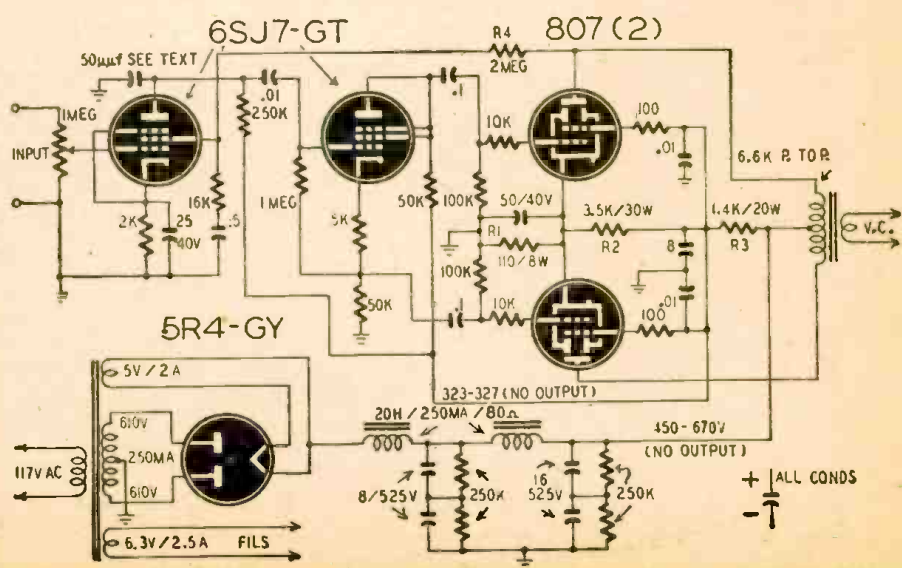 6SJ7-GT
807(2)
50µµf SEE TEXT
R4
2 MEG
.01
.1
1MEG
INPUT
250K
10K
100
.01
6.6K P. TO P.
16K
1 MEG
50K
100K
50/40V
3.5K/30W
1.4K/20W
V.C.
2K
25
40V
.5
5K
R1
110/8W
R2
8
R3
100K
50K
.1
10K
.01
100
5R4-GY
5V/2A
323-327 (NO OUTPUT)
20H/250MA/80Ω
450-670V
(NO OUTPUT)
610V
117V AC
250MA
610V
8/525V
250K
16
525V
250K
+
-
ALL CONDS
6.3V/2.5A FILS